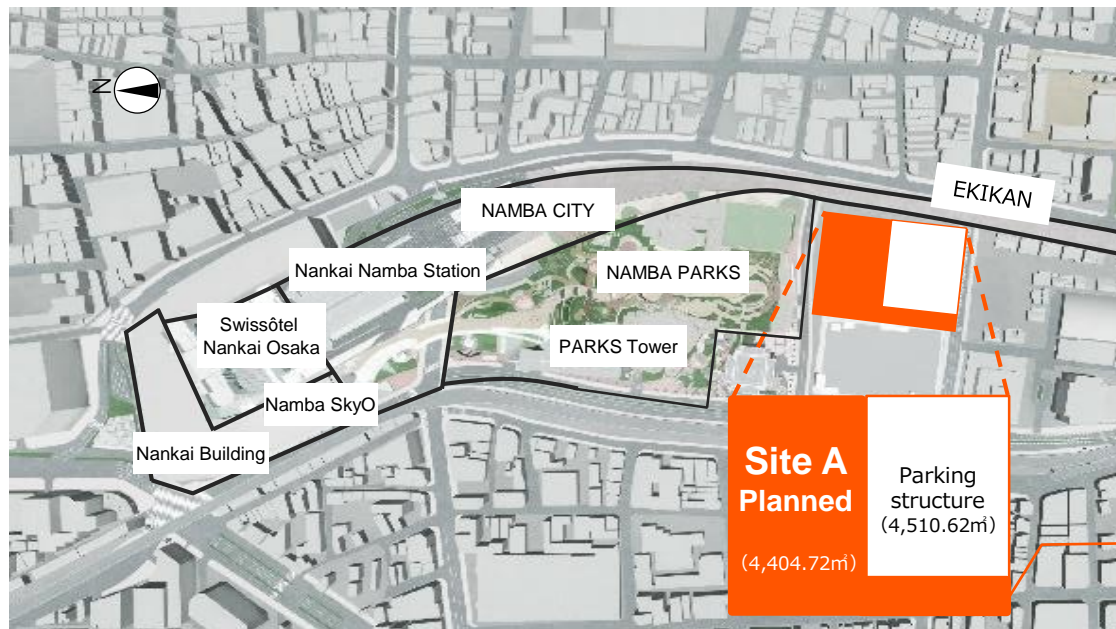 N
EKIKAN
NAMBA CITY
Nankai Namba Station
NAMBA PARKS
Swissôtel
Nankai Osaka
PARKS Tower
Namba SkyO
Nankai Building
Site A
Planned
(4,404.72㎡)
Parking
structure
(4,510.62㎡)